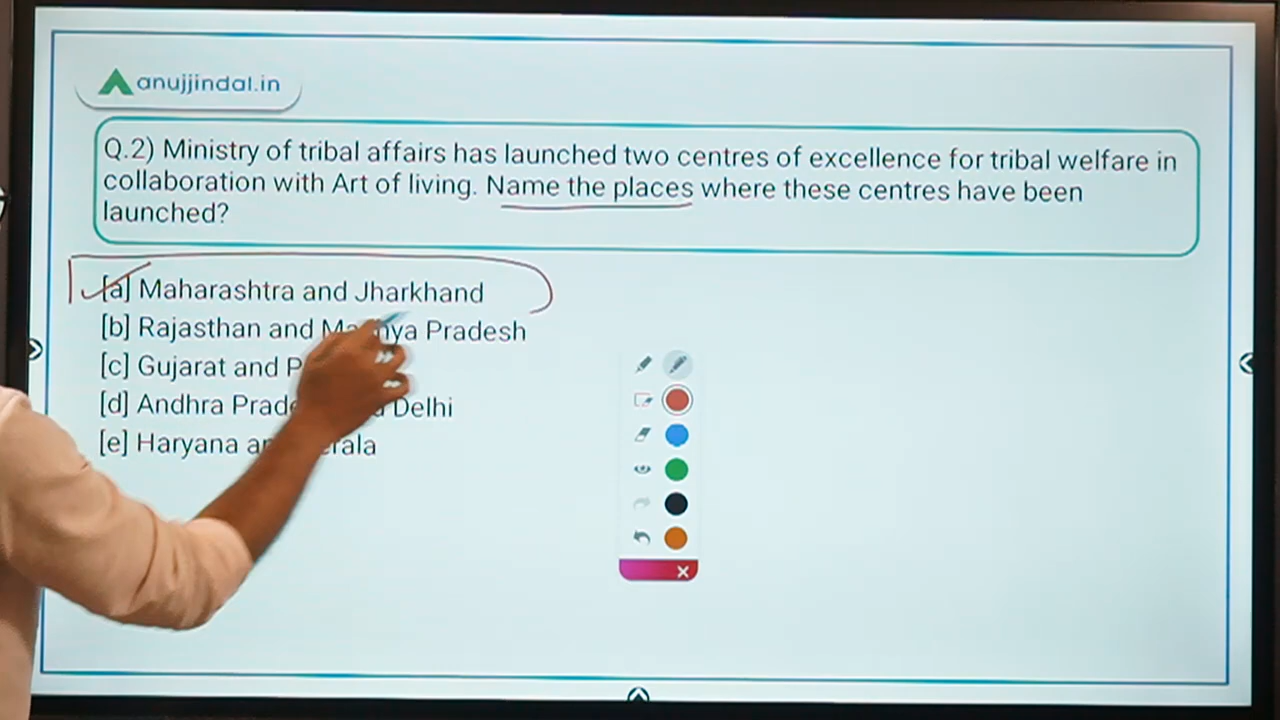 anujjindal.in
Q.2) Ministry of tribal affairs has launched two centres of excellence for tribal welfare in
collaboration with Art of living. Name the places where these centres have been
launched?
[a] Maharashtra and Jharkhand
[b] Rajasthan and Pradesh
[c] Gujarat and
[d] Andhra Delhi
[e] Haryana